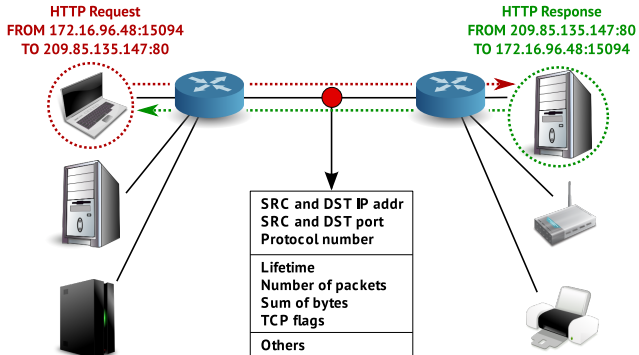 HTTP Request
FROM 172.16.96.48:15094
TO 209.85.135.147:80
HTTP Response
FROM 209.85.135.147:80
TO 172.16.96.48:15094
SRC and DST IP addr
SRC and DST port
Protocol number
Lifetime
Number of packets
Sum of bytes
TCP flags
Others